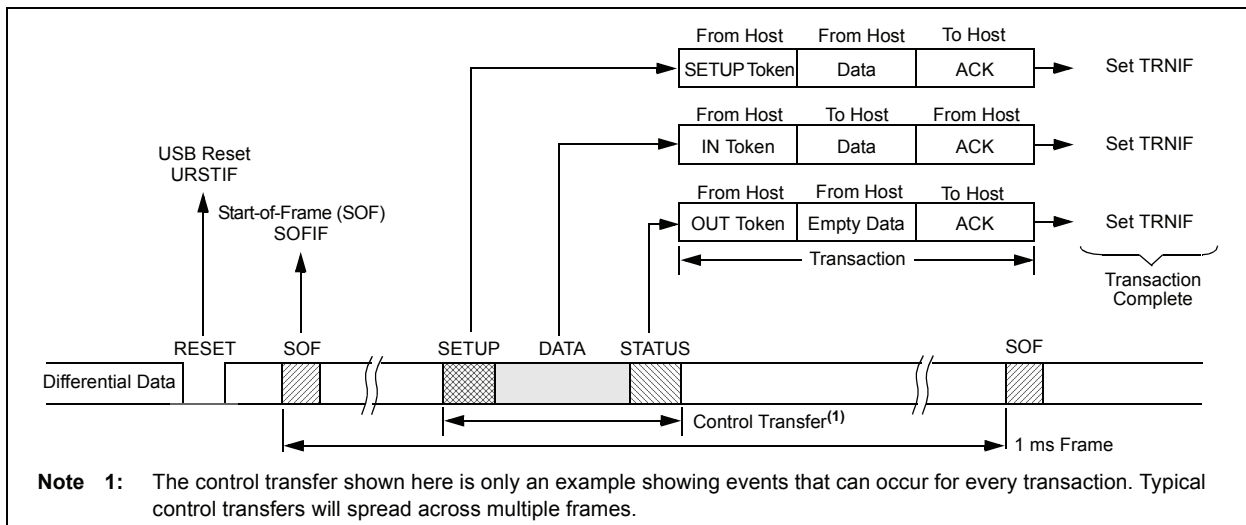 From Host From Host To Host
SETUP Token Data ACK Set TRNIF
From Host To Host From Host
IN Token Data ACK Set TRNIF
USB Reset
URSTIF
From Host From Host To Host
Start-of-Frame (SOF)
SOFIF
OUT Token Empty Data ACK Set TRNIF
Transaction
Transaction
Complete
RESET SOF SETUP DATA STATUS SOF
Differential Data
Control Transfer(1)
1 ms Frame
Note 1: The control transfer shown here is only an example showing events that can occur for every transaction. Typical
control transfers will spread across multiple frames.